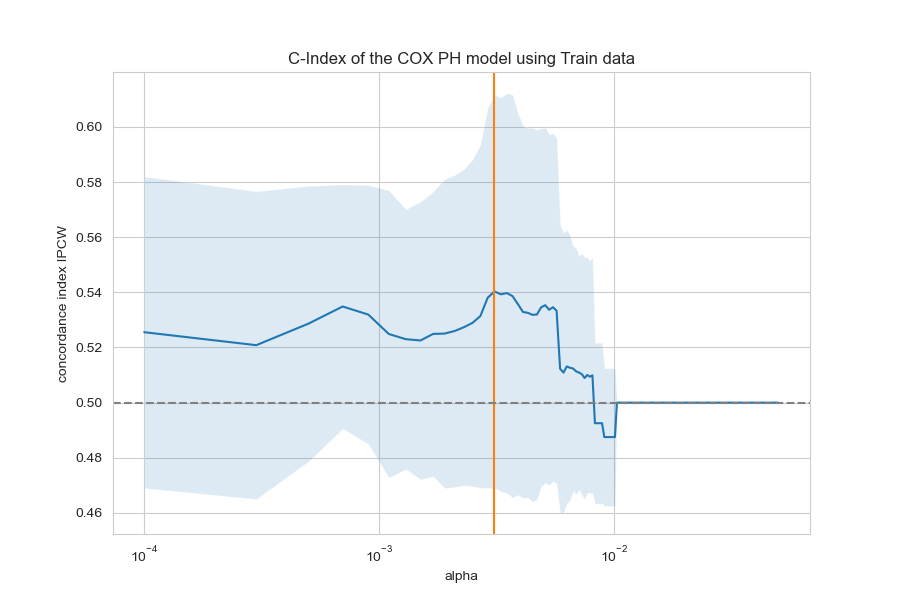 C-Index of the COX PH model using Train data
concordance index IPCW
0.60
0.58
0.56
0.54
0.52
0.50
0.48
0.46
10⁻⁴ 10⁻³ 10⁻²
alpha